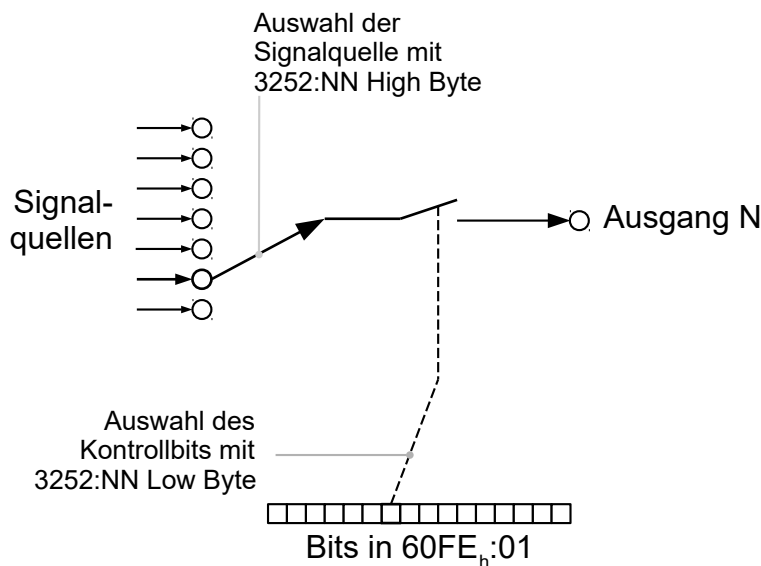 Auswahl der
Signalquelle mit
3252:NN High Byte
Signal-
quellen
Ausgang N
Auswahl des
Kontrollbits mit
3252:NN Low Byte
Bits in 60FEₕ:01